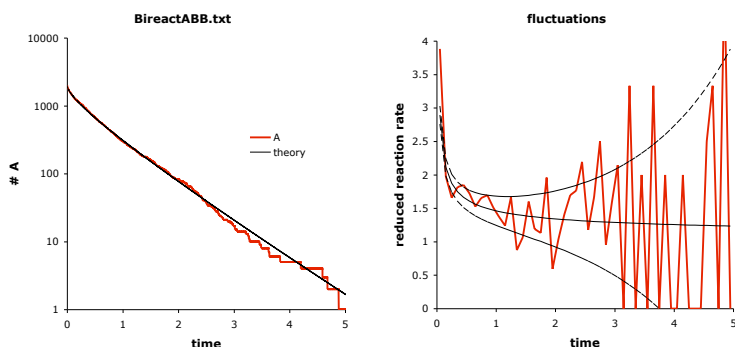 BireactABB.txt
10000
1000
100
10
1
# A
A
theory
0 1 2 3 4 5
time
fluctuations
4
3.5
3
2.5
2
1.5
1
0.5
0
reduced reaction rate
0 1 2 3 4 5
time